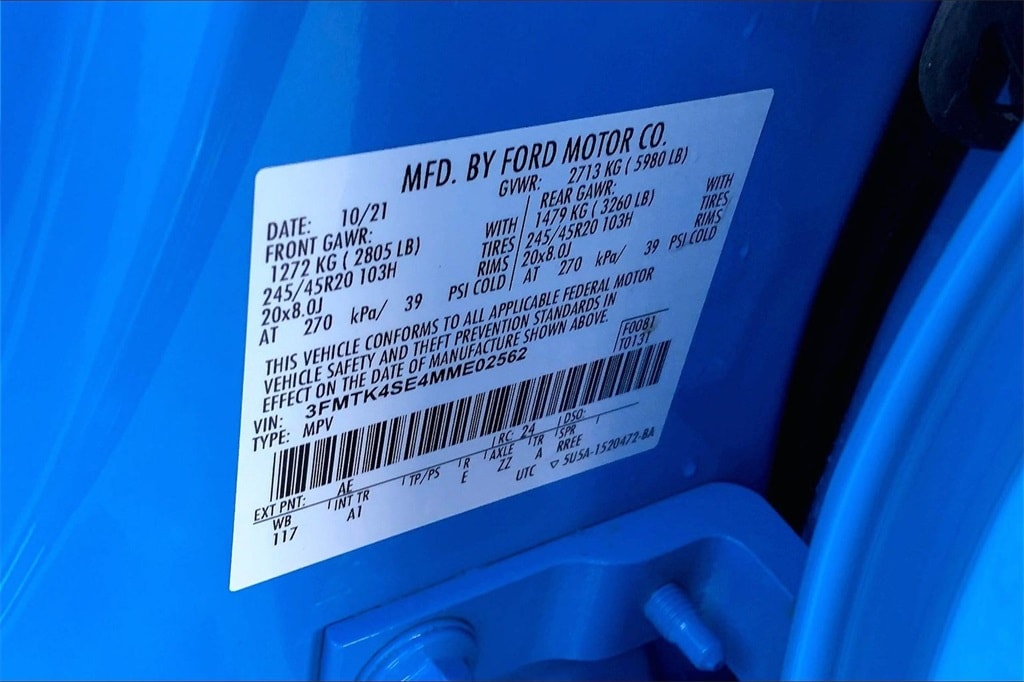 MFD. BY FORD MOTOR CO.
DATE: 10/21 GVWR: 2713 KG ( 5980 LB)
FRONT GAWR: REAR GAWR:
1272 KG ( 2805 LB) WITH 1479 KG ( 3260 LB) WITH
245/45R20 103H TIRES 245/45R20 103H TIRES
20x8.0J RIMS 20x8.0J RIMS
AT 270 kPa/ 39 PSI COLD AT 270 kPa/ 39 PSI COLD
THIS VEHICLE CONFORMS TO ALL APPLICABLE FEDERAL MOTOR
VEHICLE SAFETY AND THEFT PREVENTION STANDARDS IN
EFFECT ON THE DATE OF MANUFACTURE SHOWN ABOVE.
F0081
VIN: 3FMTK4SE4MME02562
TYPE: MPV
EXT PNT: AE RC: 24 DSO:
WB INT TR TP/PS R AXLE TR SPR
117 A1 E ZZ A RREE
UTC ▽ 5U5A-1520472-BA